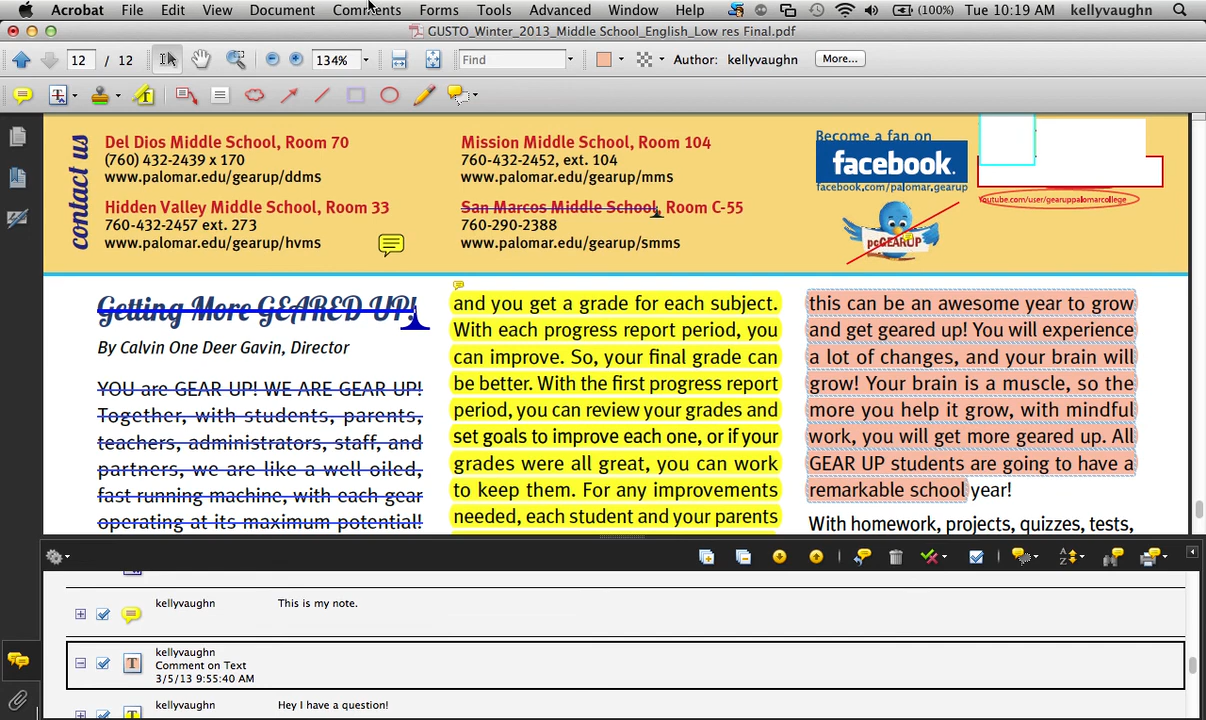 Acrobat File Edit View Document Comments Forms Tools Advanced Window Help (100%) Tue 10:19 AM kellyvaughn
GUSTO_Winter_2013_Middle School_English_Low res Final.pdf
12 / 12 134% Find Author: kellyvaughn More...
contact us
Del Dios Middle School, Room 70
(760) 432-2439 x 170
www.palomar.edu/gearup/ddms
Hidden Valley Middle School, Room 33
760-432-2457 ext. 273
www.palomar.edu/gearup/hvms
Mission Middle School, Room 104
760-432-2452, ext. 104
www.palomar.edu/gearup/mms
San Marcos Middle School, Room C-55
760-290-2388
www.palomar.edu/gearup/smms
Become a fan on
facebook.
facebook.com/palomar.gearup
Youtube.com/user/gearuppalomarcollege
pcGEARUP
Getting More GEARED UP!
By Calvin One Deer Gavin, Director
YOU are GEAR UP! WE ARE GEAR UP!
Together, with students, parents,
teachers, administrators, staff, and
partners, we are like a well oiled,
fast running machine, with each gear
operating at its maximum potential!
and you get a grade for each subject.
With each progress report period, you
can improve. So, your final grade can
be better. With the first progress report
period, you can review your grades and
set goals to improve each one, or if your
grades were all great, you can work
to keep them. For any improvements
needed, each student and your parents
this can be an awesome year to grow
and get geared up! You will experience
a lot of changes, and your brain will
grow! Your brain is a muscle, so the
more you help it grow, with mindful
work, you will get more geared up. All
GEAR UP students are going to have a
remarkable school year!
With homework, projects, quizzes, tests,
kellyvaughn This is my note.
kellyvaughn
Comment on Text
3/5/13 9:55:40 AM
kellyvaughn Hey I have a question!